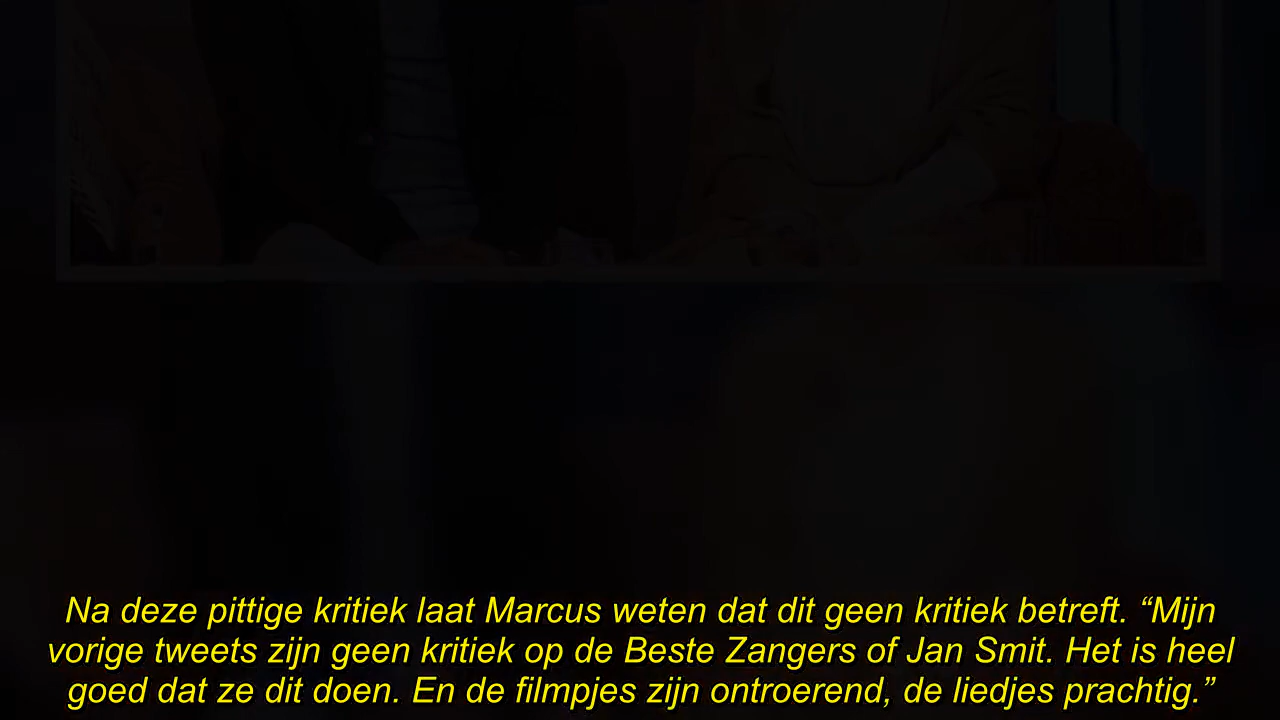 Na deze pittige kritiek laat Marcus weten dat dit geen kritiek betreft. “Mijn
vorige tweets zijn geen kritiek op de Beste Zangers of Jan Smit. Het is heel
goed dat ze dit doen. En de filmpjes zijn ontroerend, de liedjes prachtig.”